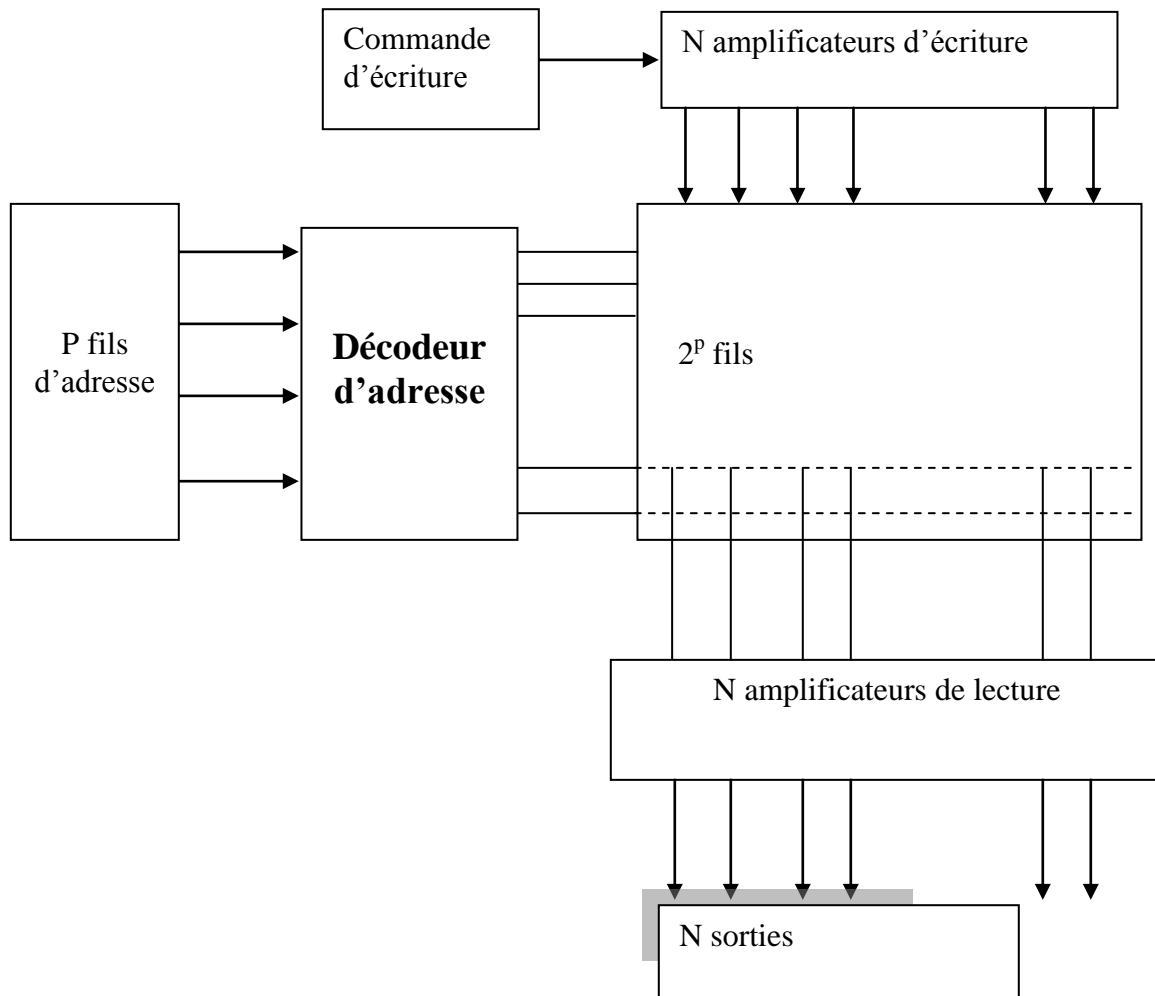 Commande
d’écriture
N amplificateurs d’écriture
P fils
d’adresse
Décodeur
d’adresse
2ᵖ fils
N amplificateurs de lecture
N sorties